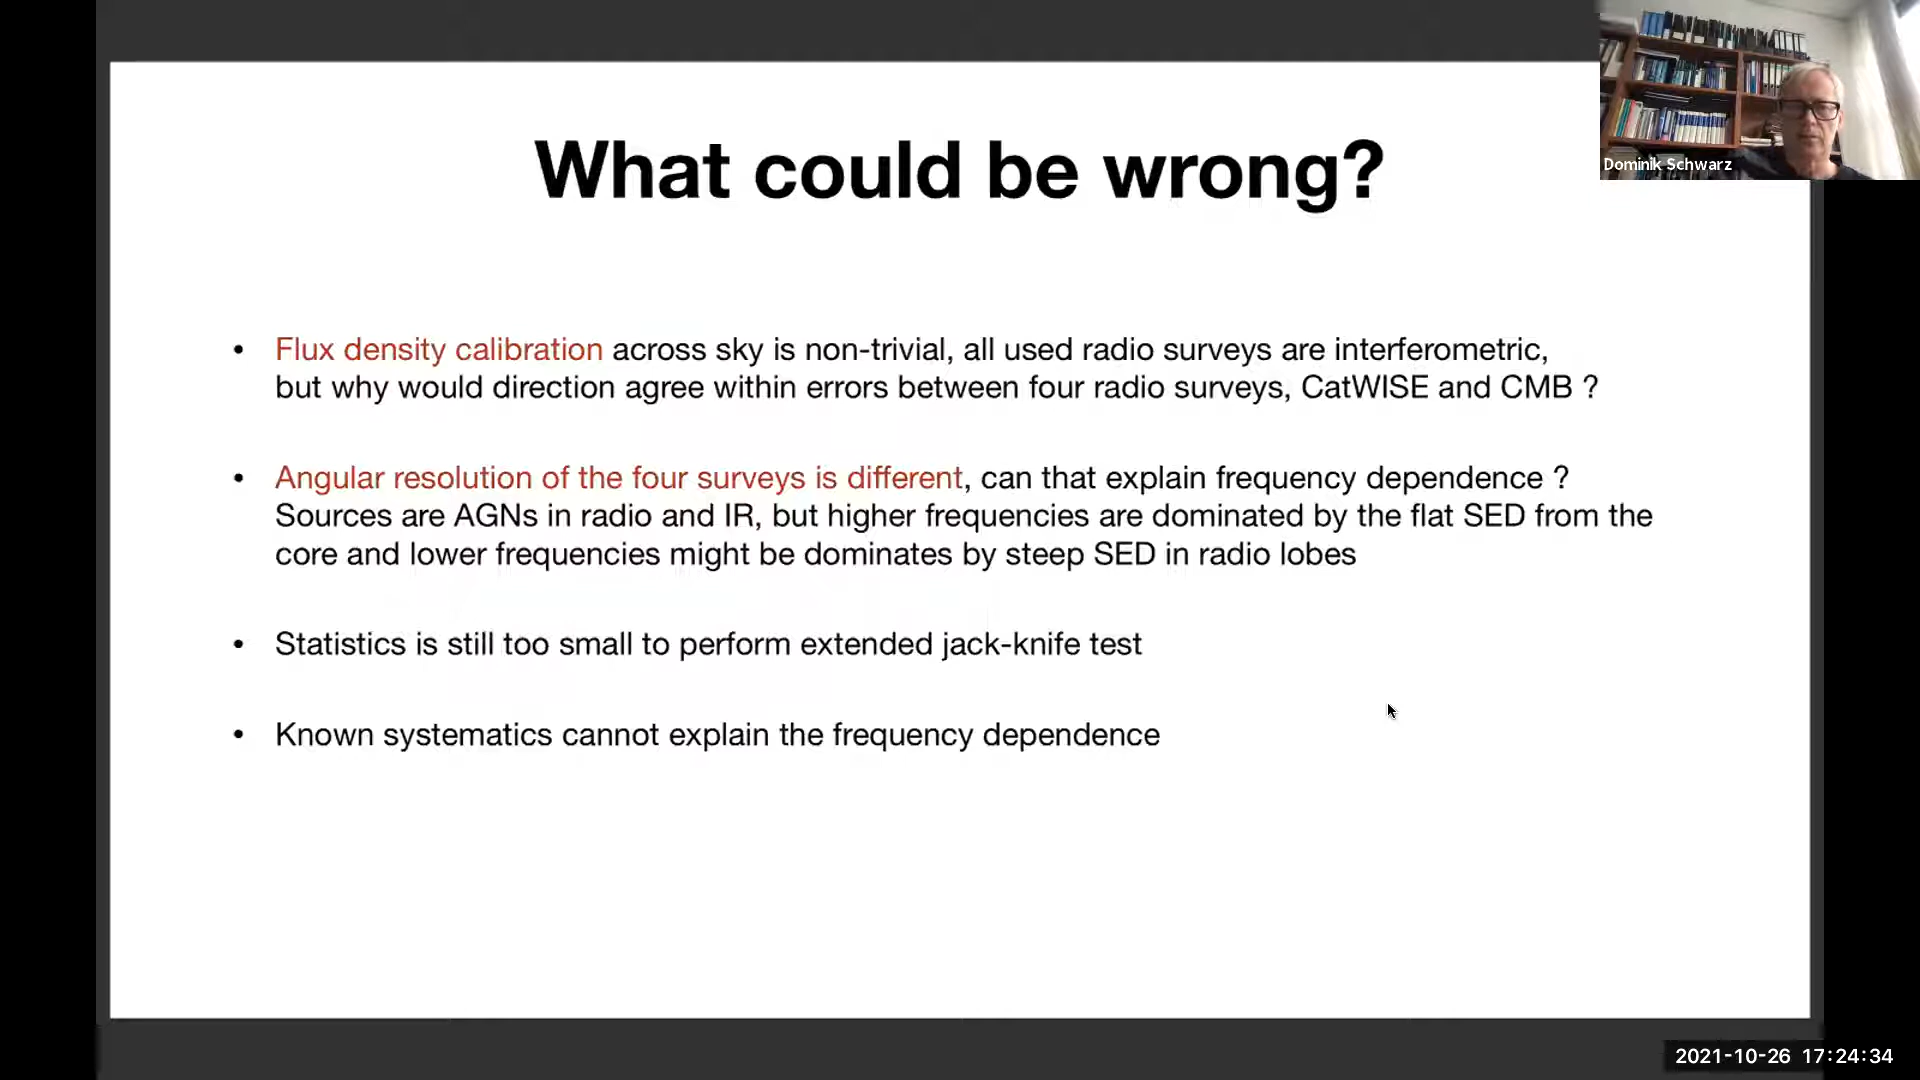 Dominik Schwarz
What could be wrong?
• Flux density calibration across sky is non-trivial, all used radio surveys are interferometric,
but why would direction agree within errors between four radio surveys, CatWISE and CMB ?
• Angular resolution of the four surveys is different, can that explain frequency dependence ?
Sources are AGNs in radio and IR, but higher frequencies are dominated by the flat SED from the
core and lower frequencies might be dominates by steep SED in radio lobes
• Statistics is still too small to perform extended jack-knife test
• Known systematics cannot explain the frequency dependence
2021-10-26 17:24:34